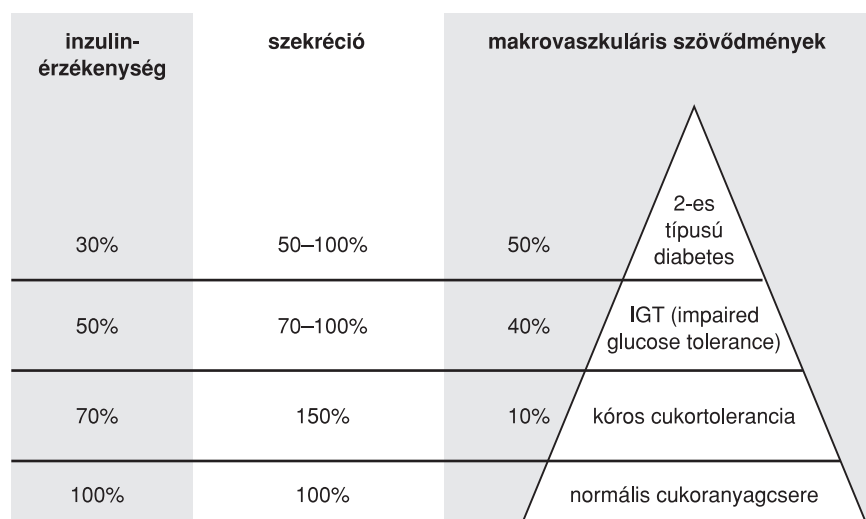 inzulin-
érzékenység
szekréció
makrovaszkuláris szövődmények
30%
50–100%
50%
2-es
típusú
diabetes
50%
70–100%
40%
IGT (impaired
glucose tolerance)
70%
150%
10%
kóros cukortolerancia
100%
100%
normális cukoranyagcsere